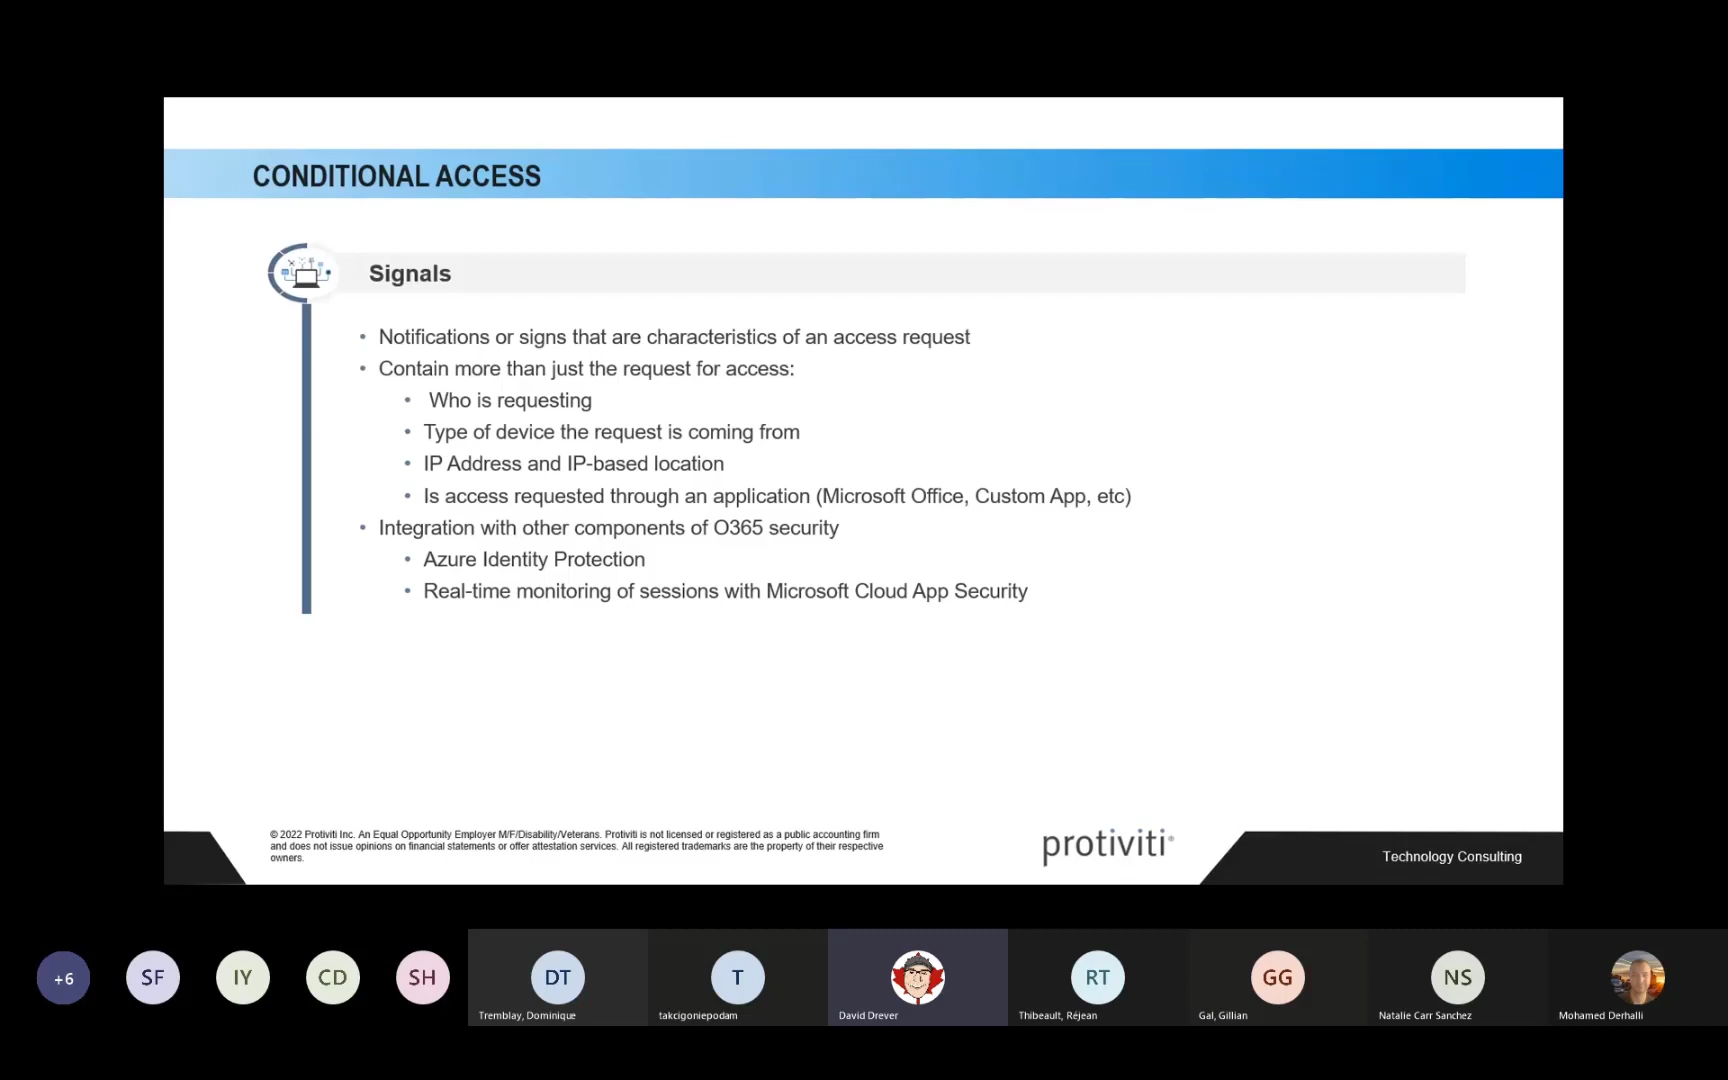 CONDITIONAL ACCESS
Signals
• Notifications or signs that are characteristics of an access request
• Contain more than just the request for access:
• Who is requesting
• Type of device the request is coming from
• IP Address and IP-based location
• Is access requested through an application (Microsoft Office, Custom App, etc)
• Integration with other components of O365 security
• Azure Identity Protection
• Real-time monitoring of sessions with Microsoft Cloud App Security
© 2022 Protiviti Inc. An Equal Opportunity Employer M/F/Disability/Veterans. Protiviti is not licensed or registered as a public accounting firm
and does not issue opinions on financial statements or offer attestation services. All registered trademarks are the property of their respective
owners.
protiviti®
Technology Consulting
+6
SF
IY
CD
SH
DT
Tremblay, Dominique
T
takcigoniepodam
David Drever
RT
Thibeault, Réjean
GG
Gal, Gillian
NS
Natalie Carr Sanchez
Mohamed Derhalli